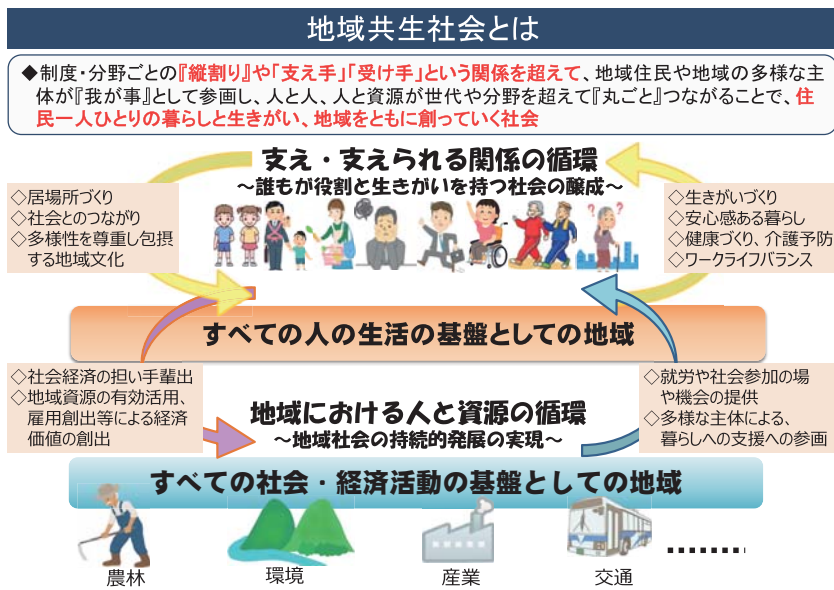 地域共生社会とは
◆制度・分野ごとの『縦割り』や「支え手」「受け手」という関係を超えて、地域住民や地域の多様な主
体が『我が事』として参画し、人と人、人と資源が世代や分野を超えて『丸ごと』つながることで、住
民一人ひとりの暮らしと生きがい、地域をともに創っていく社会
支え・支えられる関係の循環
～誰もが役割と生きがいを持つ社会の醸成～
◇居場所づくり
◇社会とのつながり
◇多様性を尊重し包摂
する地域文化
◇生きがいづくり
◇安心感ある暮らし
◇健康づくり、介護予防
◇ワークライフバランス
? ?
すべての人の生活の基盤としての地域
◇社会経済の担い手輩出
◇地域資源の有効活用、
雇用創出等による経済
価値の創出
地域における人と資源の循環
～地域社会の持続的発展の実現～
◇就労や社会参加の場
や機会の提供
◇多様な主体による、
暮らしへの支援への参画
すべての社会・経済活動の基盤としての地域
農林
環境
産業
交通